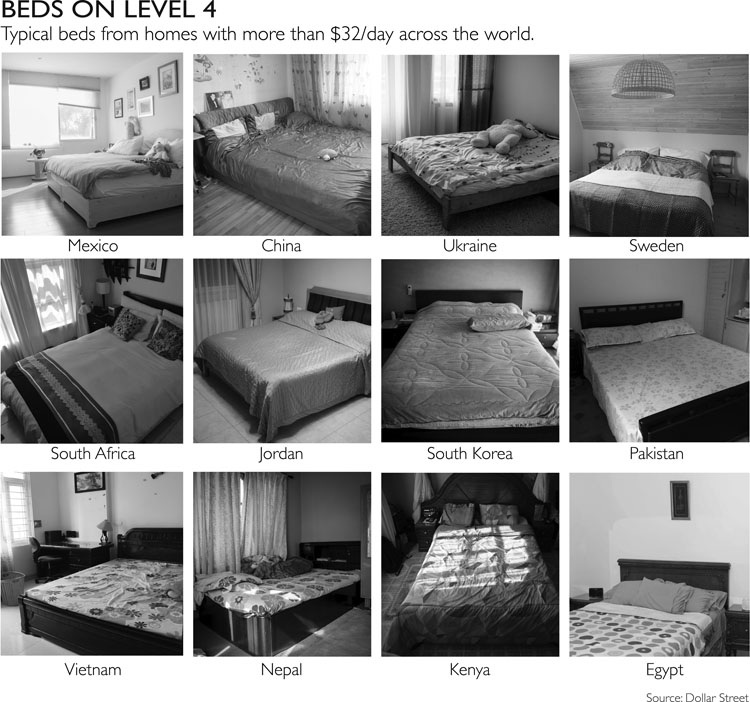 BEDS ON LEVEL 4
Typical beds from homes with more than $32/day across the world.
Mexico
China
Ukraine
Sweden
South Africa
Jordan
South Korea
Pakistan
Vietnam
Nepal
Kenya
Egypt
Source: Dollar Street